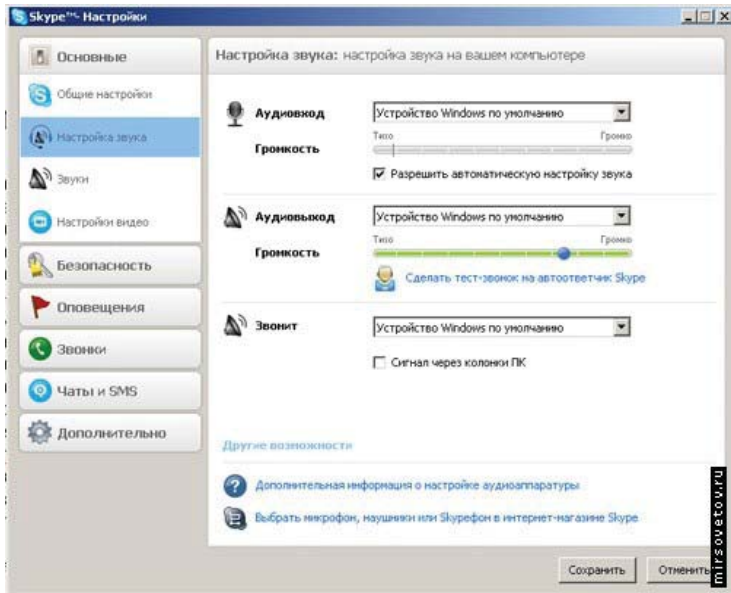 Skype™- Настройки
Основные
Общие настройки
Настройка звука
Звуки
Настройки видео
Безопасность
Оповещения
Звонки
Чаты и SMS
Дополнительно
Настройка звука: настройка звука на вашем компьютере
Аудиовход
Устройство Windows по умолчанию
Громкость
Тихо Громко
Разрешить автоматическую настройку звука
Аудиовыход
Устройство Windows по умолчанию
Громкость
Тихо Громко
Сделать тест-звонок на автоответчик Skype
Звонит
Устройство Windows по умолчанию
Сигнал через колонки ПК
Другие возможности
Дополнительная информация о настройке аудиоаппаратуры
Выбрать микрофон, наушники или Skypeфон в интернет-магазине Skype
Сохранить Отменить
mirsovetov.ru